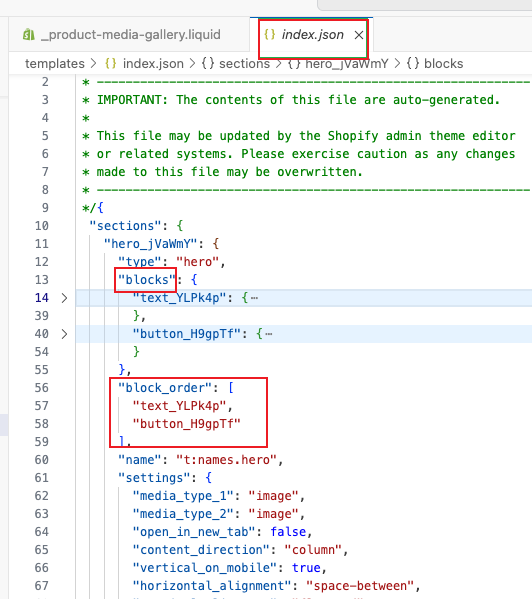 _product-media-gallery.liquid
{} index.json ×
templates > {} index.json > {} sections > {} hero_jVaWmY > {} blocks
2 * ------------------------------------------------------------
3 * IMPORTANT: The contents of this file are auto-generated.
4 *
5 * This file may be updated by the Shopify admin theme editor
6 * or related systems. Please exercise caution as any changes
7 * made to this file may be overwritten.
8 * ------------------------------------------------------------
9 */{
10 "sections": {
11 "hero_jVaWmY": {
12 "type": "hero",
13 "blocks": {
14 > "text_YLPk4p": {⋯
39 },
40 > "button_H9gpTf": {⋯
54 }
55 },
56 "block_order": [
57 "text_YLPk4p",
58 "button_H9gpTf"
59 ],
60 "name": "t:names.hero",
61 "settings": {
62 "media_type_1": "image",
63 "media_type_2": "image",
64 "open_in_new_tab": false,
65 "content_direction": "column",
66 "vertical_on_mobile": true,
67 "horizontal_alignment": "space-between",